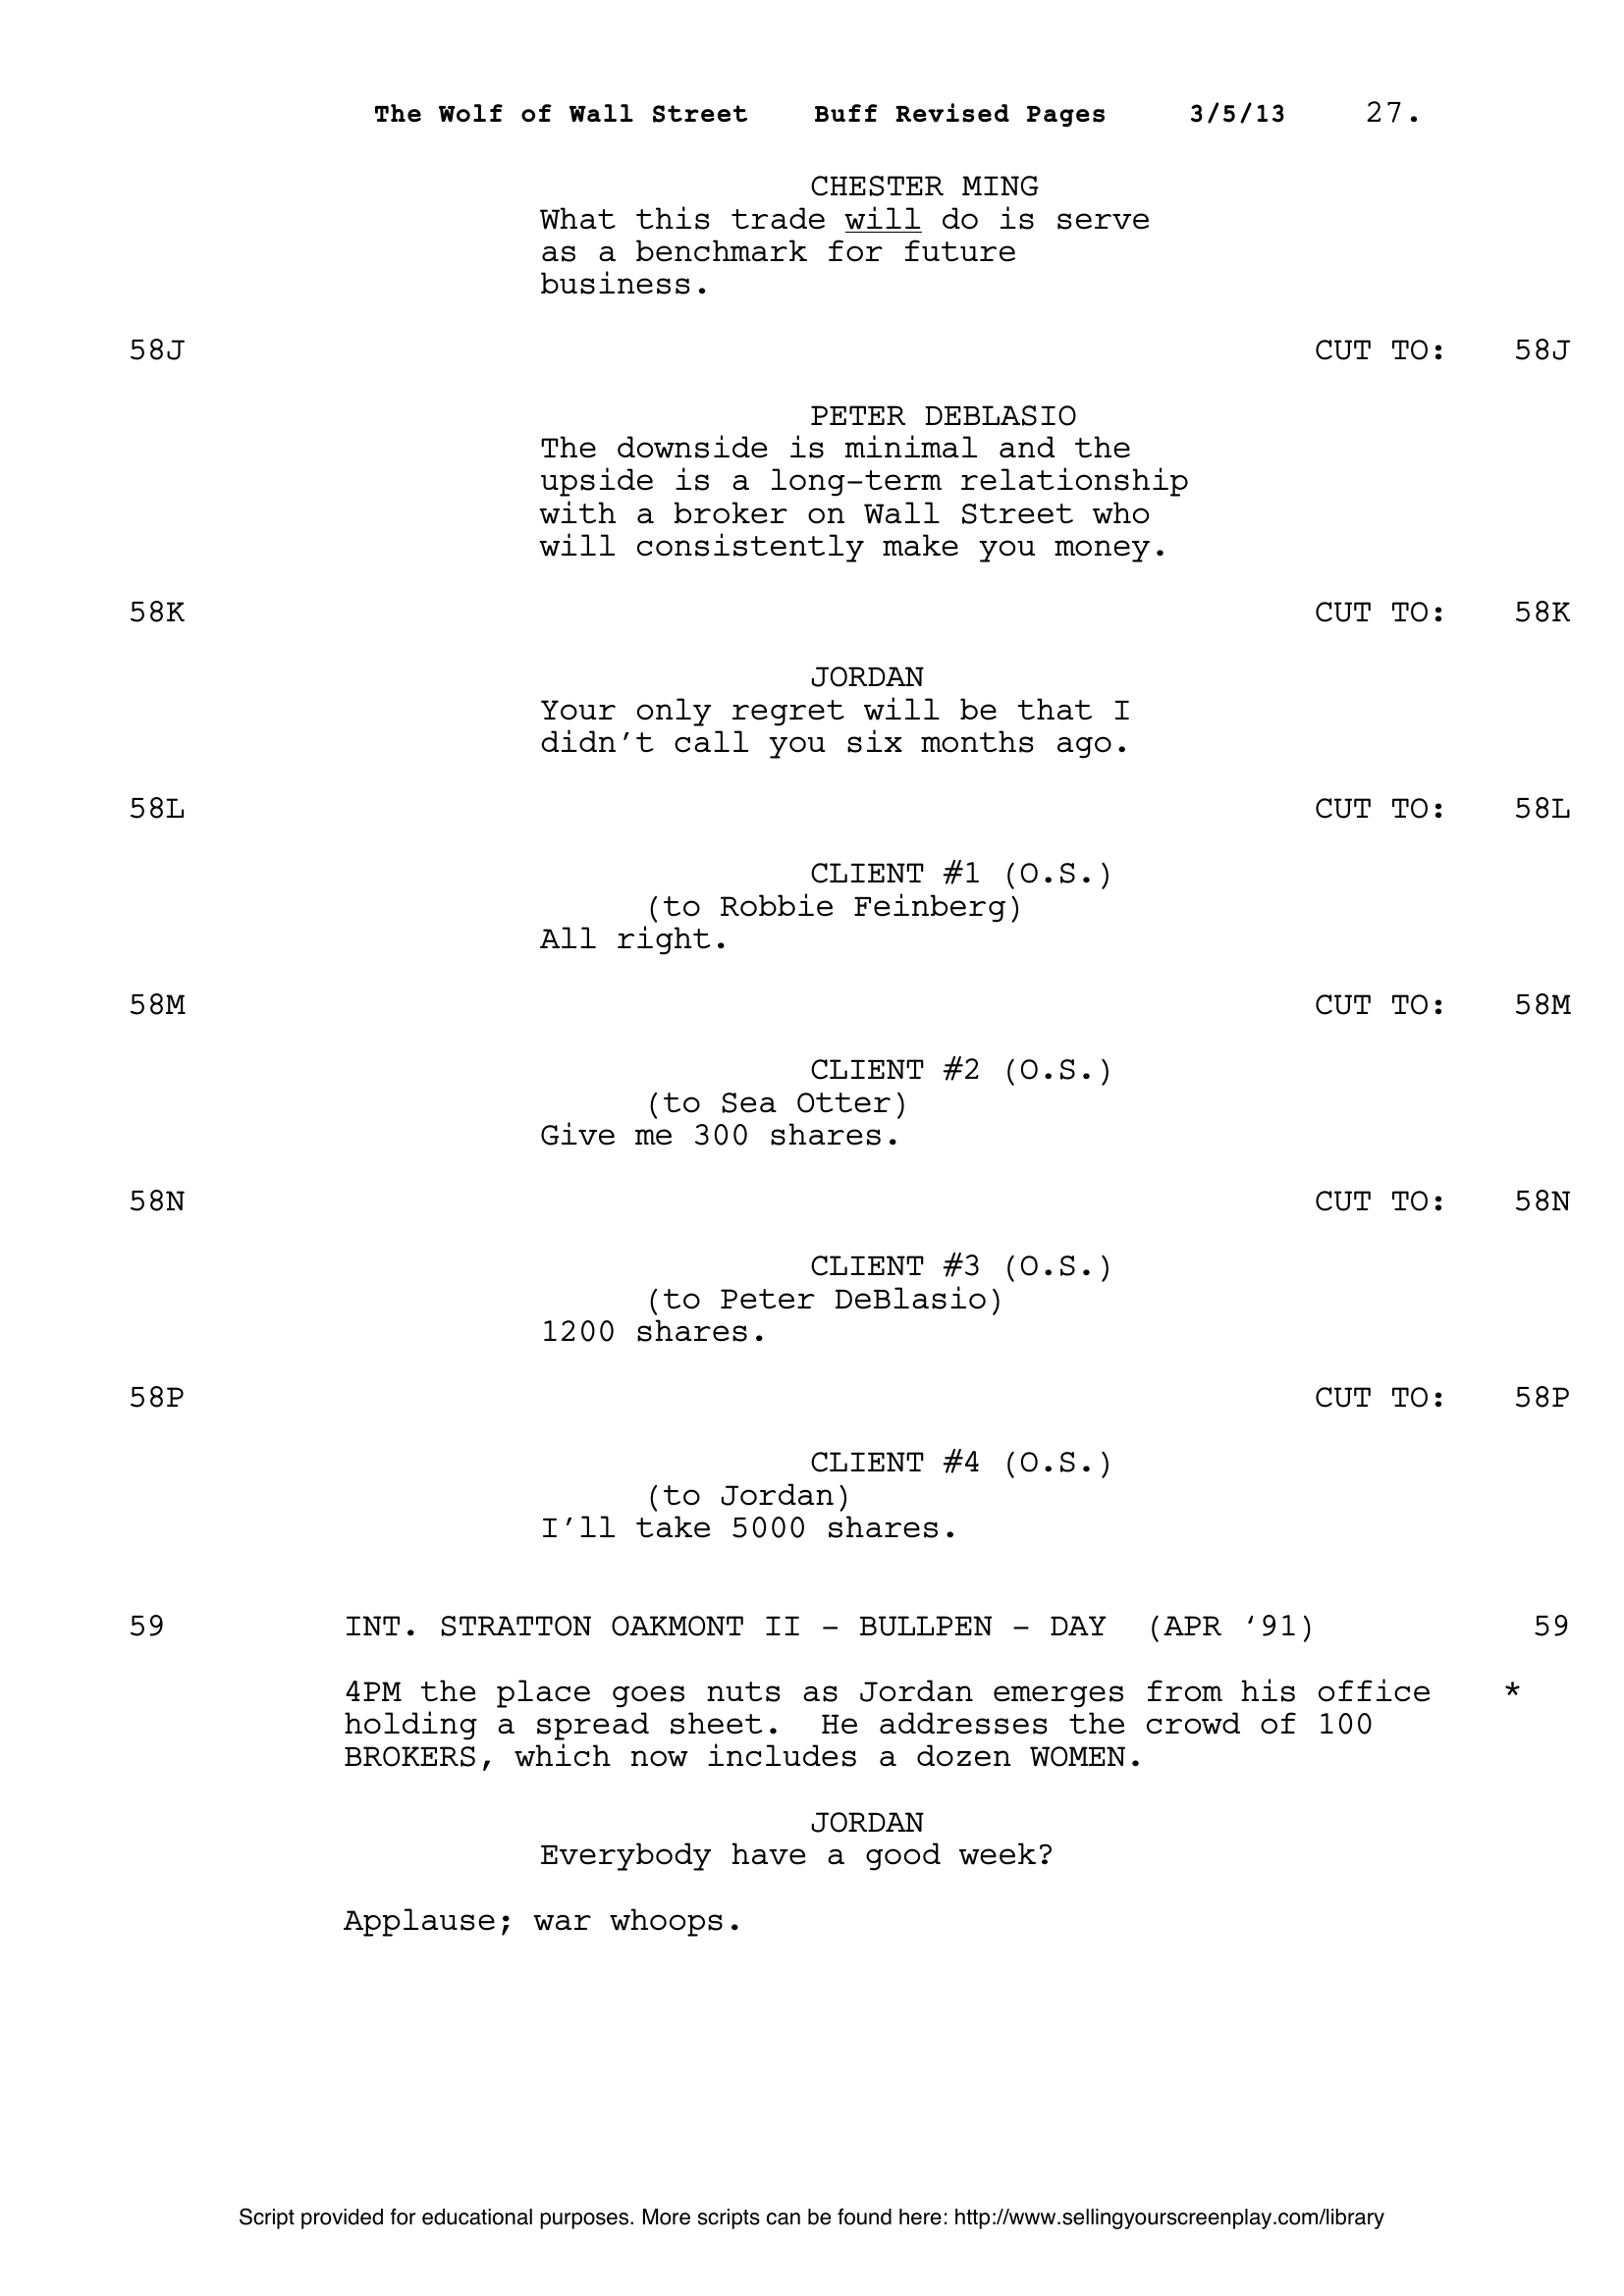 The Wolf of Wall Street    Buff Revised Pages    3/5/13    27.
CHESTER MING
What this trade will do is serve
as a benchmark for future
business.
58J    CUT TO:    58J
PETER DEBLASIO
The downside is minimal and the
upside is a long-term relationship
with a broker on Wall Street who
will consistently make you money.
58K    CUT TO:    58K
JORDAN
Your only regret will be that I
didn't call you six months ago.
58L    CUT TO:    58L
CLIENT #1 (O.S.)
(to Robbie Feinberg)
All right.
58M    CUT TO:    58M
CLIENT #2 (O.S.)
(to Sea Otter)
Give me 300 shares.
58N    CUT TO:    58N
CLIENT #3 (O.S.)
(to Peter DeBlasio)
1200 shares.
58P    CUT TO:    58P
CLIENT #4 (O.S.)
(to Jordan)
I'll take 5000 shares.
59    INT. STRATTON OAKMONT II - BULLPEN - DAY  (APR '91)    59
4PM the place goes nuts as Jordan emerges from his office    *
holding a spread sheet.  He addresses the crowd of 100
BROKERS, which now includes a dozen WOMEN.
JORDAN
Everybody have a good week?
Applause; war whoops.
Script provided for educational purposes. More scripts can be found here: http://www.sellingyourscreenplay.com/library